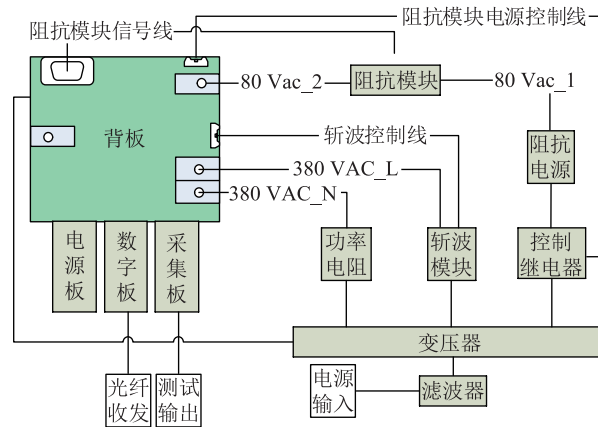 阻抗模块电源控制线
阻抗模块信号线
80 Vac_2
阻抗模块
80 Vac_1
背板
斩波控制线
阻抗
电源
380 VAC_L
380 VAC_N
电源板
数字板
采集板
功率
电阻
斩波
模块
控制
继电器
变压器
光纤
收发
测试
输出
电源
输入
滤波器